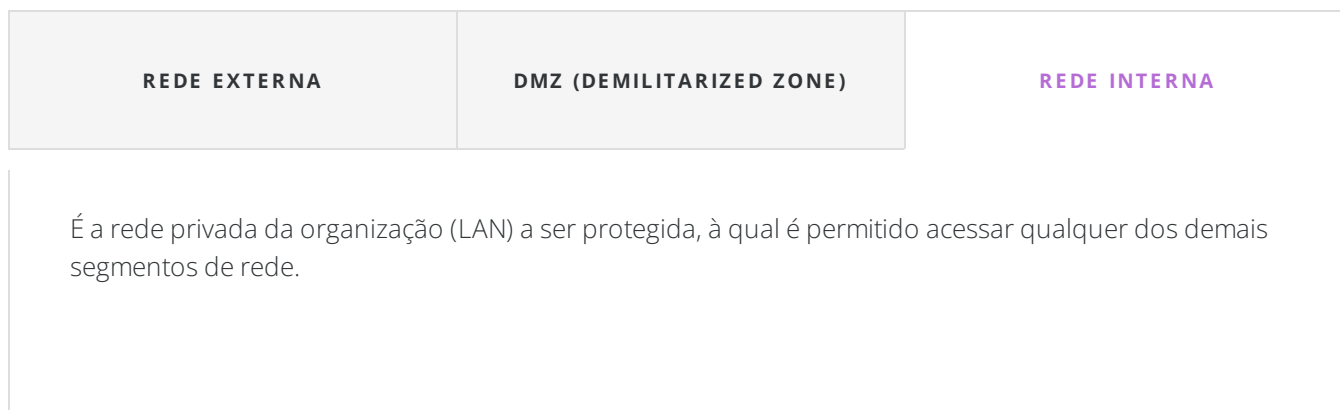 REDE EXTERNA
DMZ (DEMILITARIZED ZONE)
REDE INTERNA
É a rede privada da organização (LAN) a ser protegida, à qual é permitido acessar qualquer dos demais
segmentos de rede.